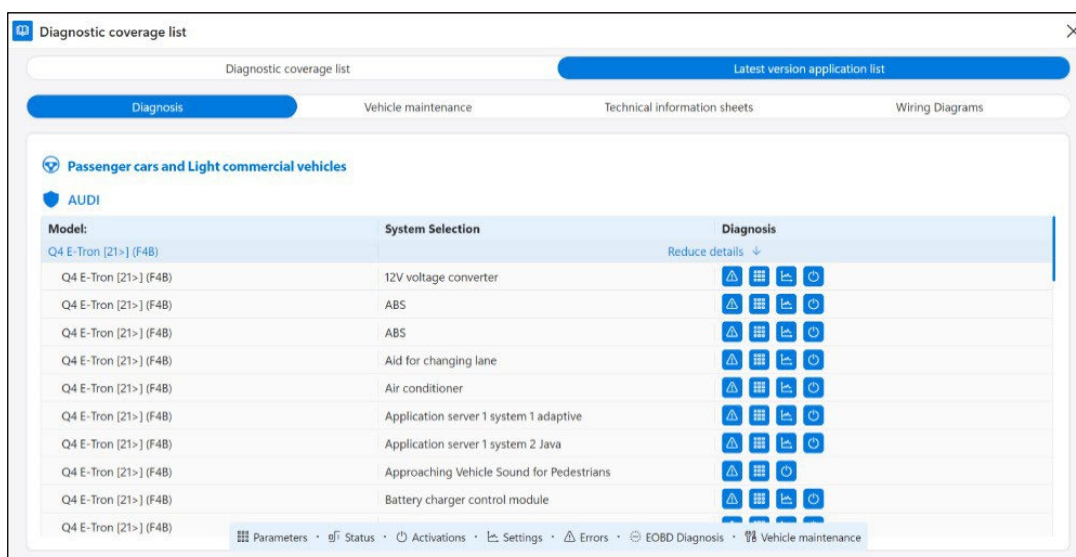 Diagnostic coverage list
Diagnostic coverage list Latest version application list
Diagnosis Vehicle maintenance Technical information sheets Wiring Diagrams
Passenger cars and Light commercial vehicles
AUDI
Model: System Selection Diagnosis
Q4 E-Tron [21>] (F4B) Reduce details
Q4 E-Tron [21>] (F4B) 12V voltage converter
Q4 E-Tron [21>] (F4B) ABS
Q4 E-Tron [21>] (F4B) ABS
Q4 E-Tron [21>] (F4B) Aid for changing lane
Q4 E-Tron [21>] (F4B) Air conditioner
Q4 E-Tron [21>] (F4B) Application server 1 system 1 adaptive
Q4 E-Tron [21>] (F4B) Application server 1 system 2 Java
Q4 E-Tron [21>] (F4B) Approaching Vehicle Sound for Pedestrians
Q4 E-Tron [21>] (F4B) Battery charger control module
Q4 E-Tron [21>] (F4B)
Parameters · Status · Activations · Settings · Errors · EOBD Diagnosis · Vehicle maintenance